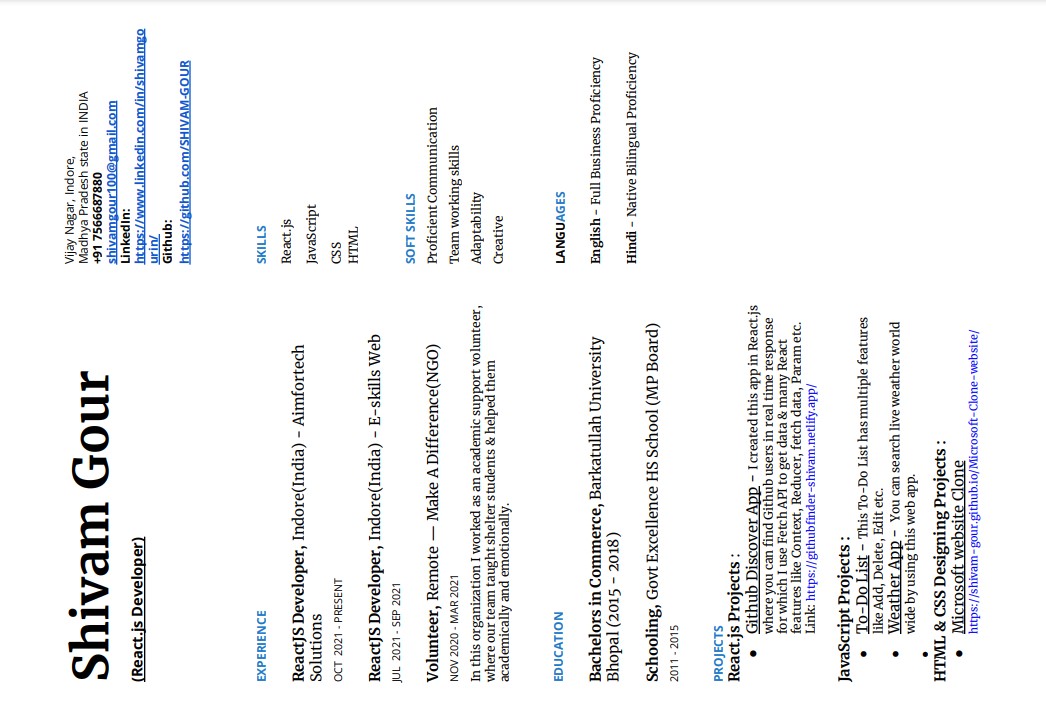 Shivam Gour
(React.js Developer)
Vijay Nagar, Indore,
Madhya Pradesh state in INDIA
+91 7566687880
shivamgour100@gmail.com
LinkedIn:
https://www.linkedin.com/in/shivamgo
urin/
Github:
https://github.com/SHIVAM-GOUR
EXPERIENCE
ReactJS Developer, Indore(India) - Aimfortech
Solutions
OCT 2021 - PRESENT
ReactJS Developer, Indore(India) - E-skills Web
JUL 2021 - SEP 2021
Volunteer, Remote — Make A Difference(NGO)
NOV 2020 - MAR 2021
In this organization I worked as an academic support volunteer,
where our team taught shelter students & helped them
academically and emotionally.
EDUCATION
Bachelors in Commerce, Barkatullah University
Bhopal (2015 - 2018)
Schooling, Govt Excellence HS School (MP Board)
2011 - 2015
PROJECTS
React.js Projects :
● Github Discover App - I created this app in React.js
where you can find Github users in real time response
for which I use Fetch API to get data & many React
features like Context, Reducer, fetch data, Param etc.
Link: https://githubfinder-shivam.netlify.app/
JavaScript Projects :
● To-Do List - This To-Do List has multiple features
like Add, Delete, Edit etc.
● Weather App - You can search live weather world
wide by using this web app.
●
HTML & CSS Designing Projects :
● Microsoft website Clone
https://shivam-gour.github.io/Microsoft-Clone-website/
SKILLS
React.js
JavaScript
CSS
HTML
SOFT SKILLS
Proficient Communication
Team working skills
Adaptability
Creative
LANGUAGES
English - Full Business Proficiency
Hindi - Native Bilingual Proficiency